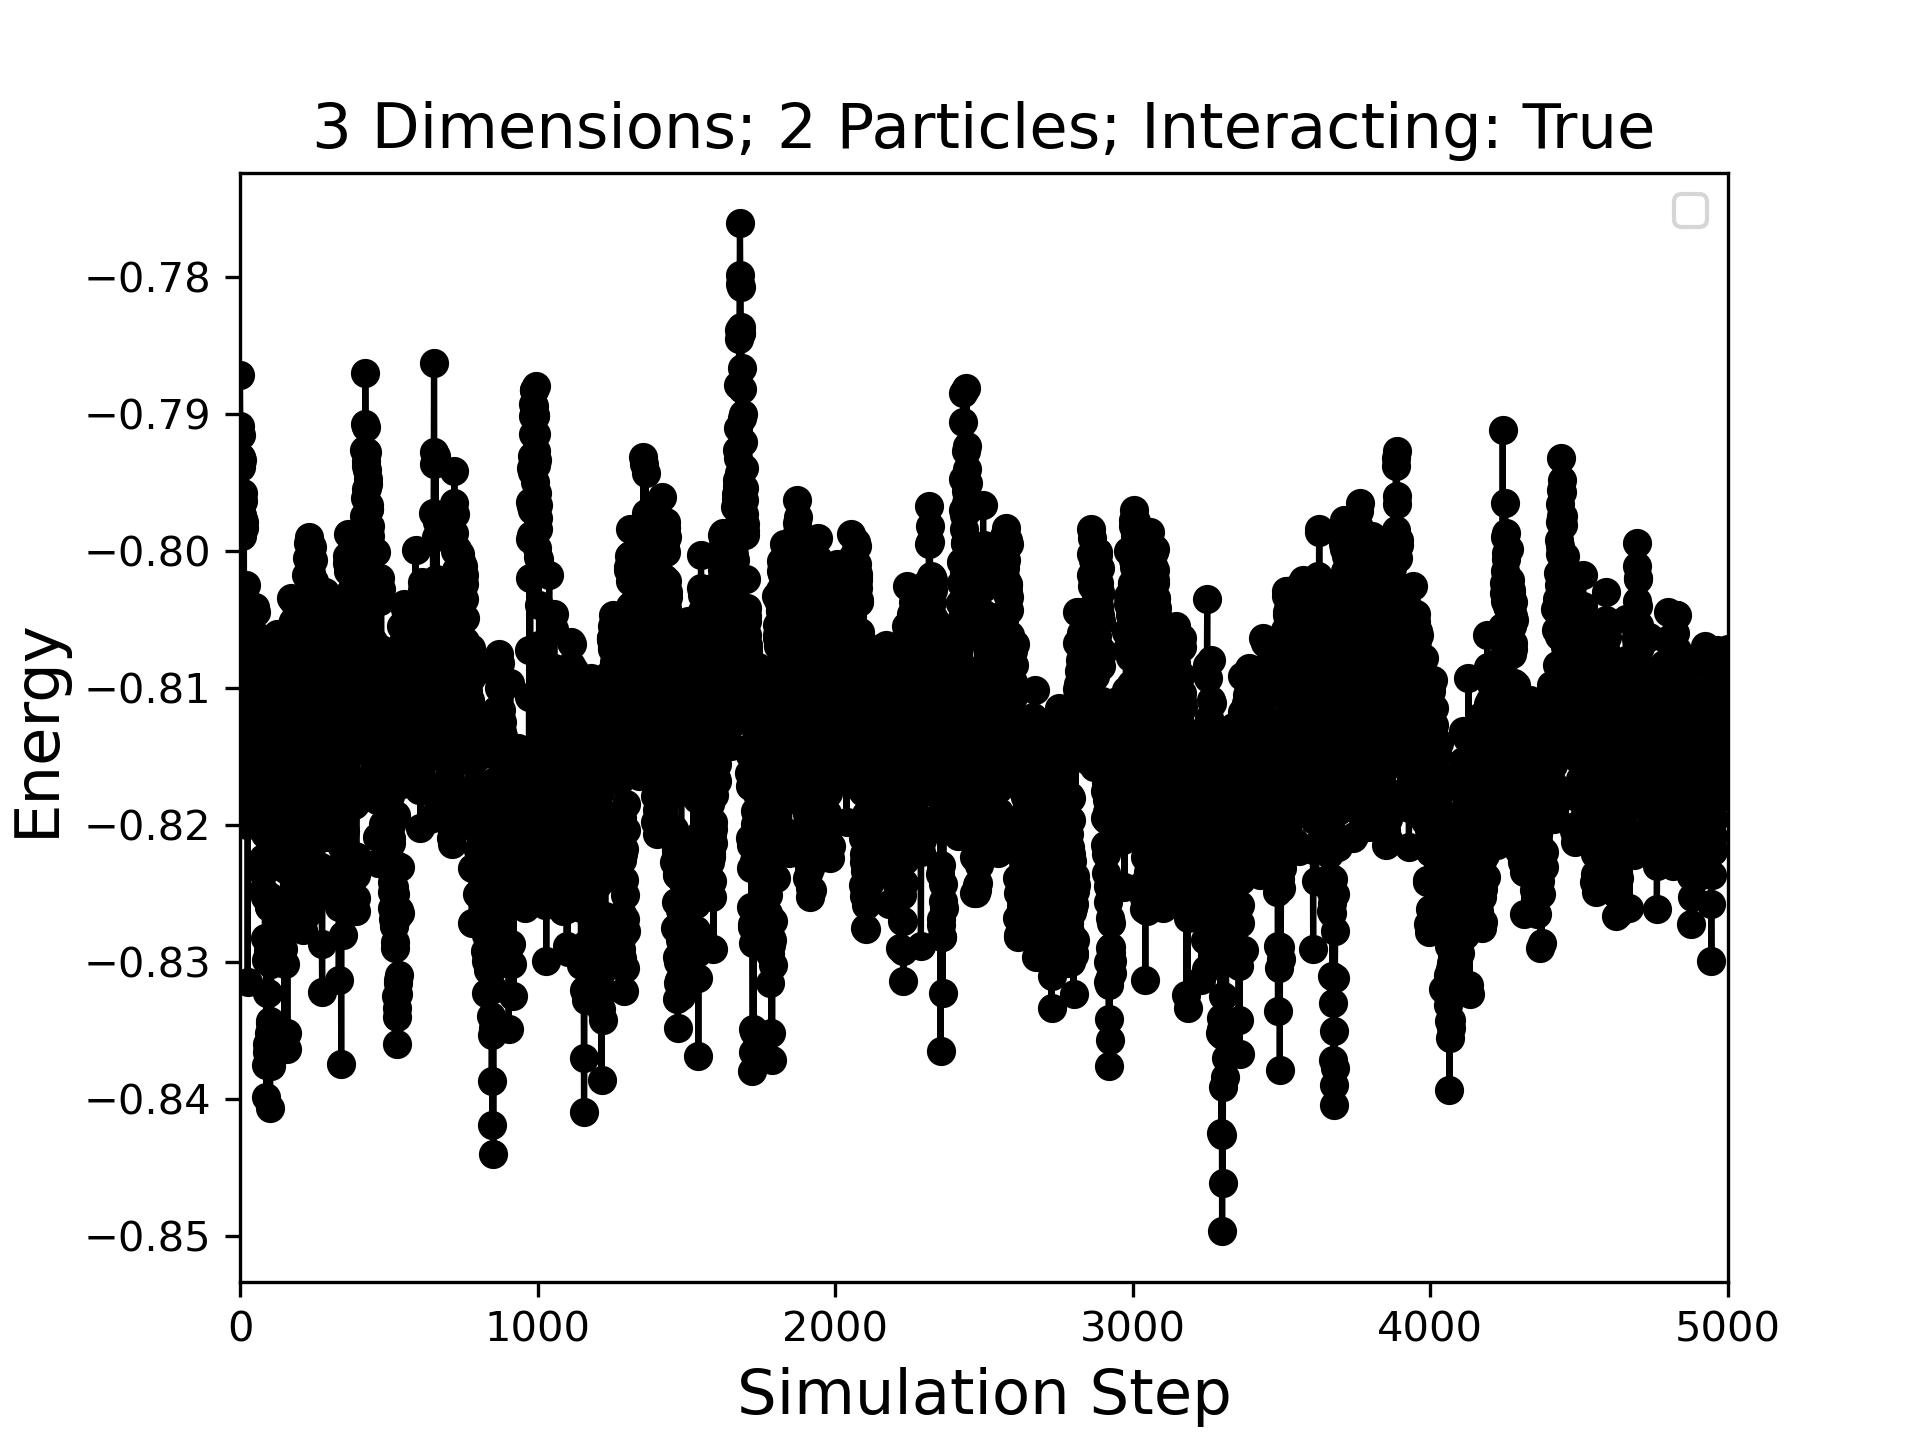 3 Dimensions; 2 Particles; Interacting: True
−0.78
−0.79
−0.80
−0.81
−0.82
−0.83
−0.84
−0.85
Energy
0 1000 2000 3000 4000 5000
Simulation Step